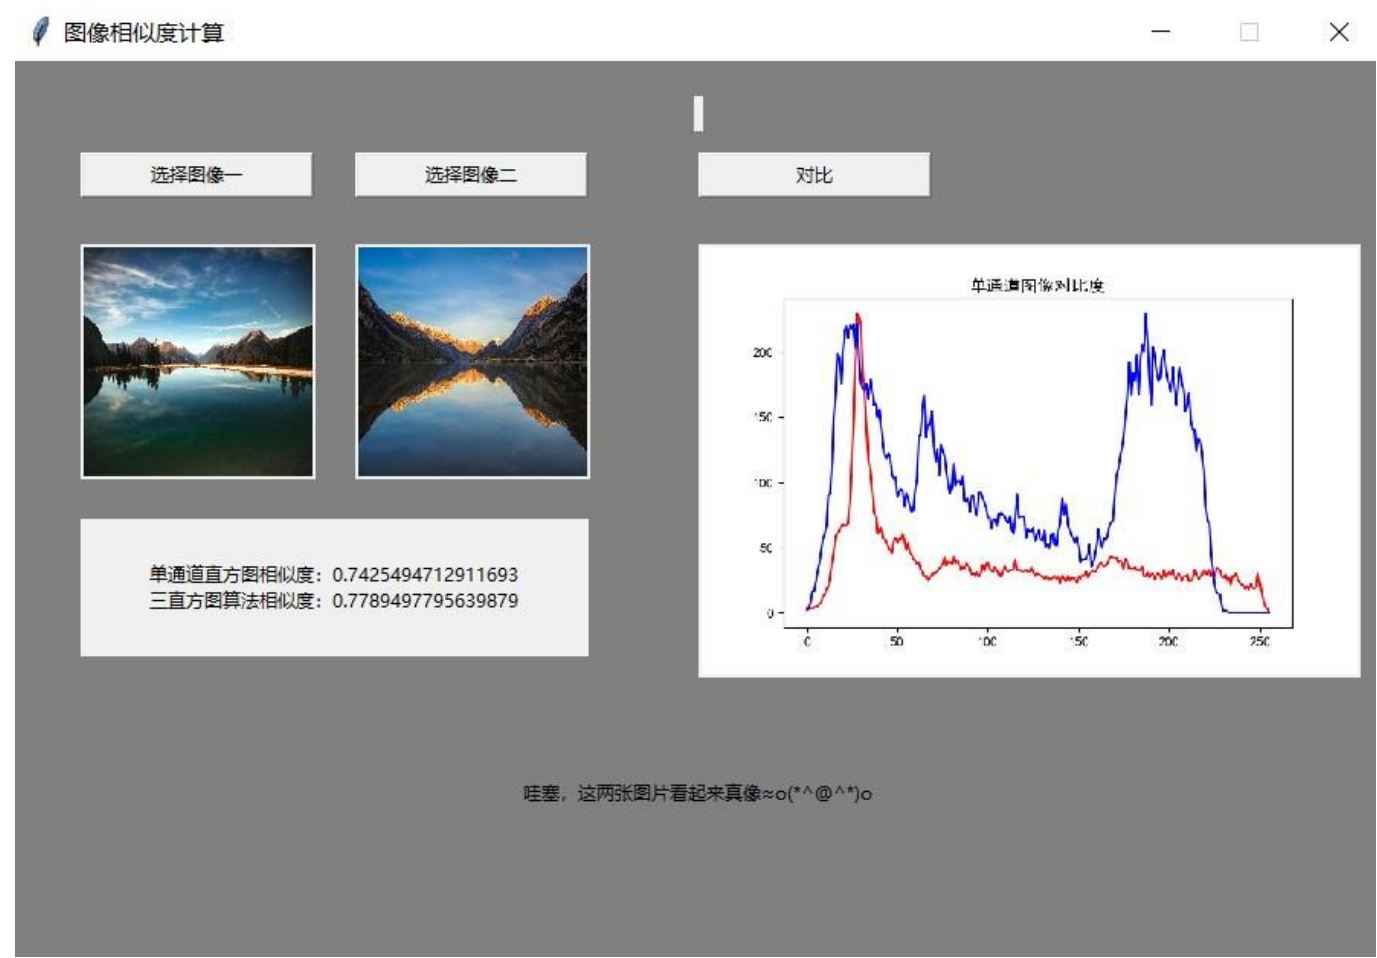 图像相似度计算
选择图像一
选择图像二
对比
单通道图像对比度
200
150
100
50
0
0 50 100 150 200 250
单通道直方图相似度：0.7425494712911693
三直方图算法相似度：0.7789497795639879
哇塞，这两张图片看起来真像≈o(*^@^*)o